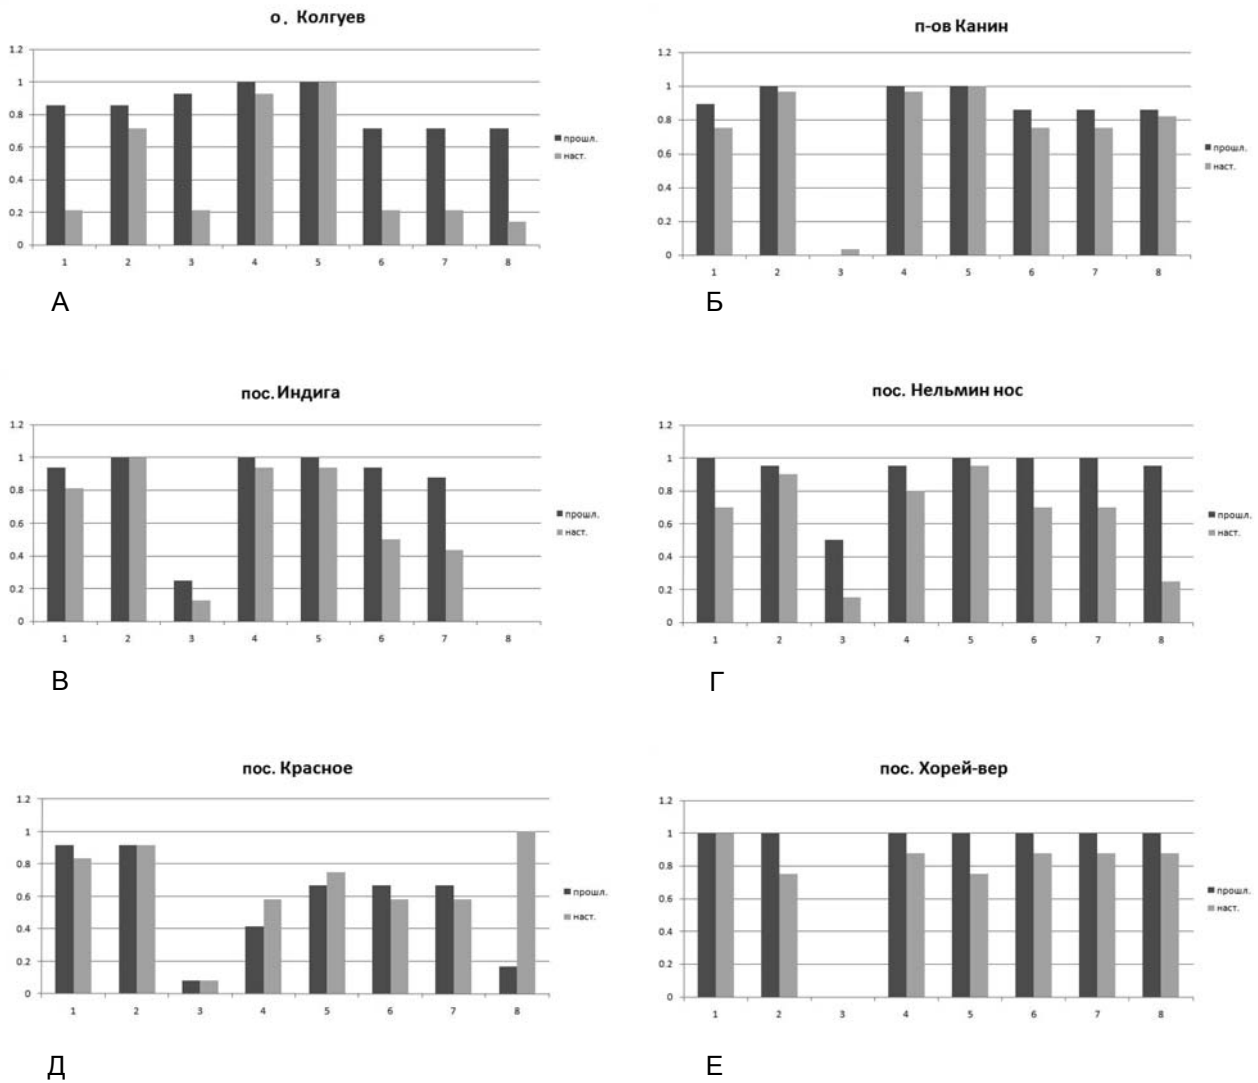 о. Колгуев
1.2
1
0.8
0.6
0.4
0.2
0
1 2 3 4 5 6 7 8
прошл.
наст.
А
п-ов Канин
1.2
1
0.8
0.6
0.4
0.2
0
1 2 3 4 5 6 7 8
прошл.
наст.
Б
пос. Индига
1.2
1
0.8
0.6
0.4
0.2
0
1 2 3 4 5 6 7 8
прошл.
наст.
В
пос. Нельмин нос
1.2
1
0.8
0.6
0.4
0.2
0
1 2 3 4 5 6 7 8
прошл.
наст.
Г
пос. Красное
1.2
1
0.8
0.6
0.4
0.2
0
1 2 3 4 5 6 7 8
прошл.
наст.
Д
пос. Хорей-вер
1.2
1
0.8
0.6
0.4
0.2
0
1 2 3 4 5 6 7 8
прошл.
наст.
Е